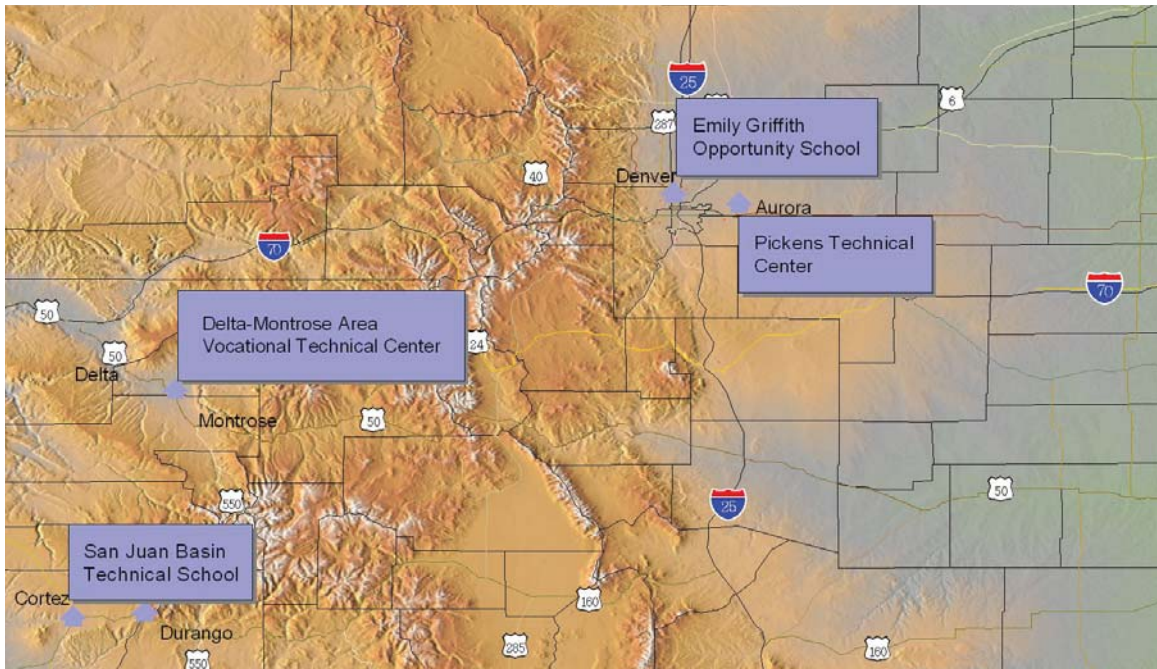 25
6
287
Emily Griffith
Opportunity School
Denver
40
Aurora
Pickens Technical
Center
70
70
50
Delta-Montrose Area
Vocational Technical Center
24
50
Delta
Montrose
50
550
25
50
San Juan Basin
Technical School
Cortez
Durango
160
285
550
160